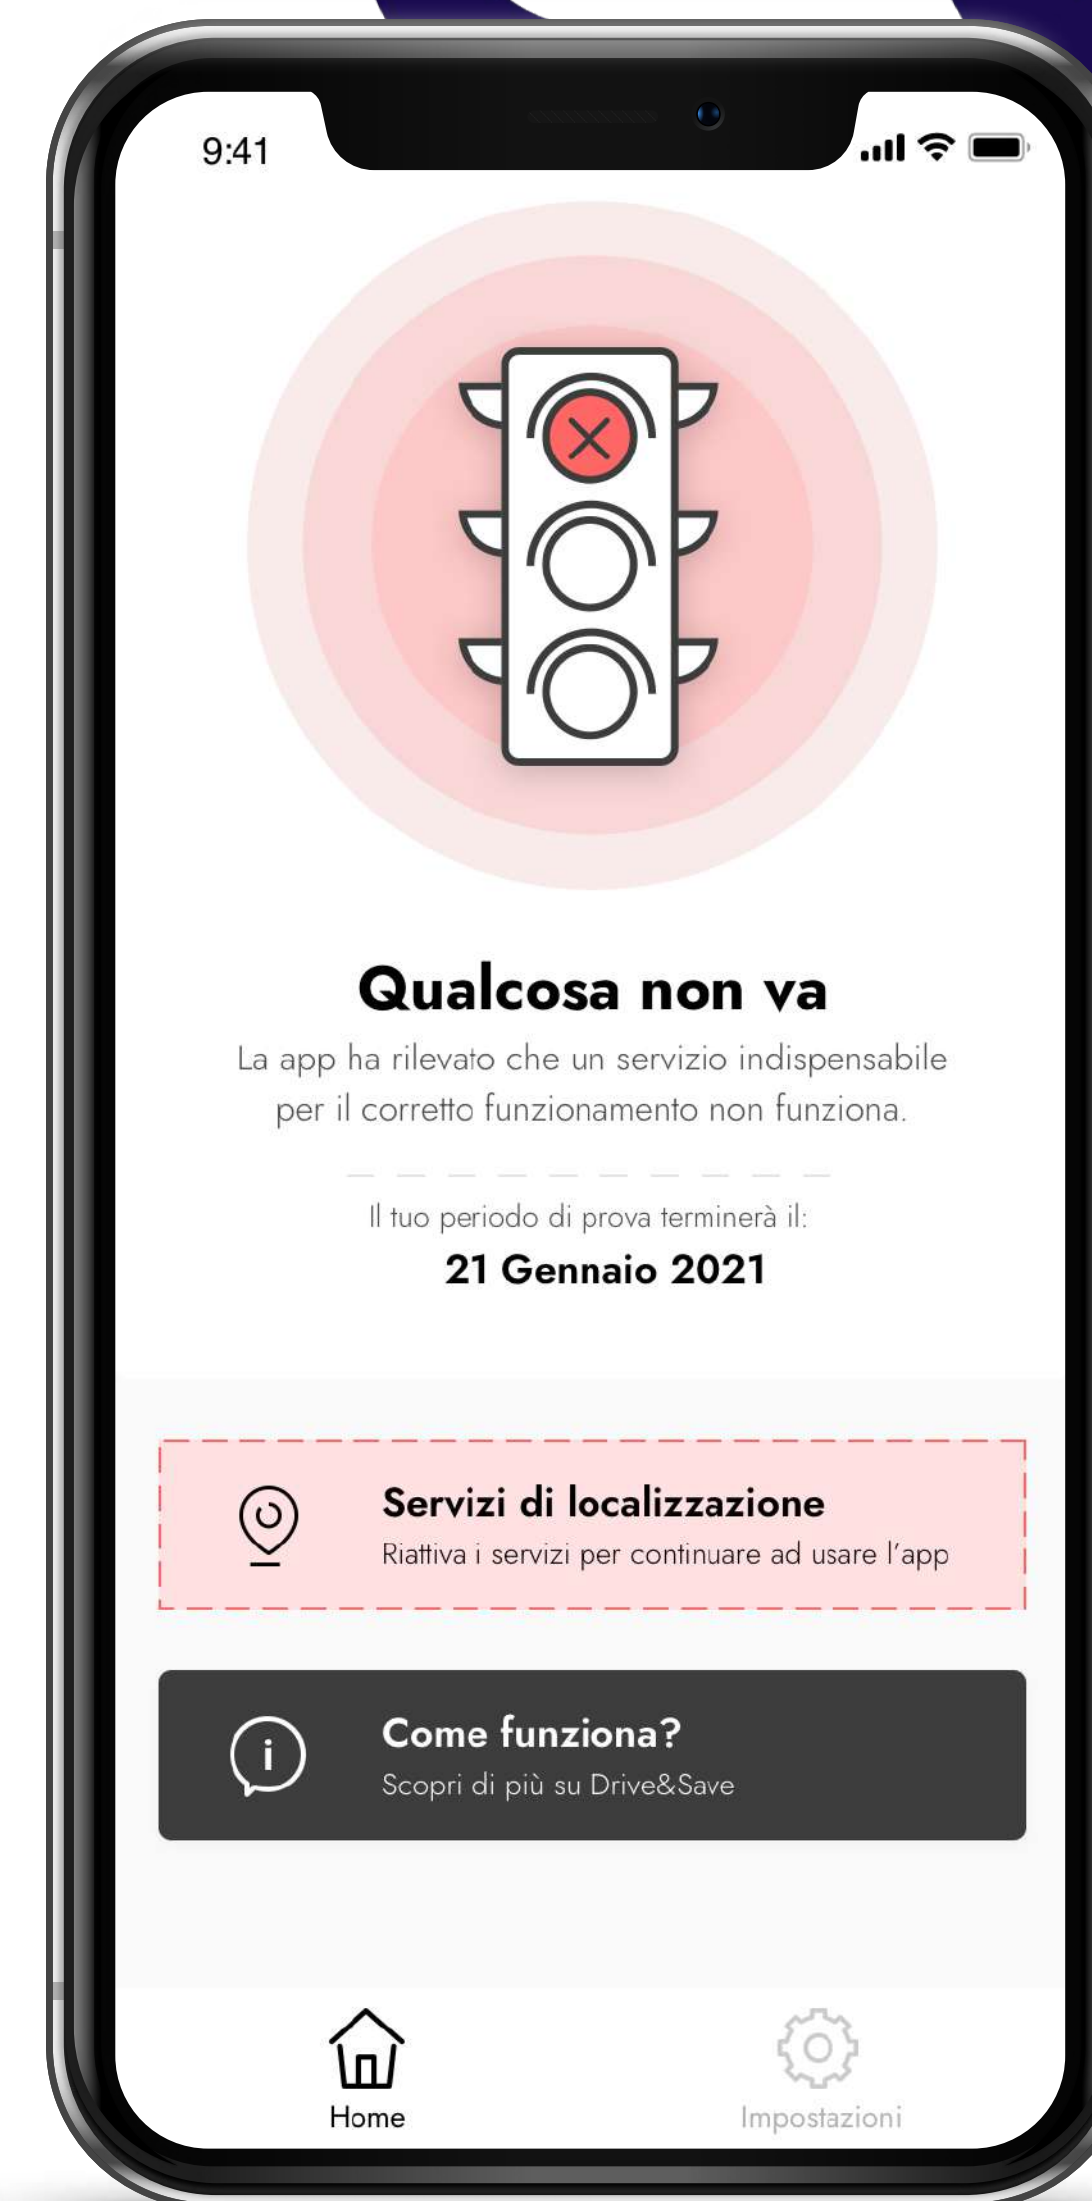 9:41
Qualcosa non va
La app ha rilevato che un servizio indispensabile
per il corretto funzionamento non funziona.
Il tuo periodo di prova terminerà il:
21 Gennaio 2021
Servizi di localizzazione
Riattiva i servizi per continuare ad usare l'app
i
Come funziona?
Scopri di più su Drive&Save
Home
Impostazioni